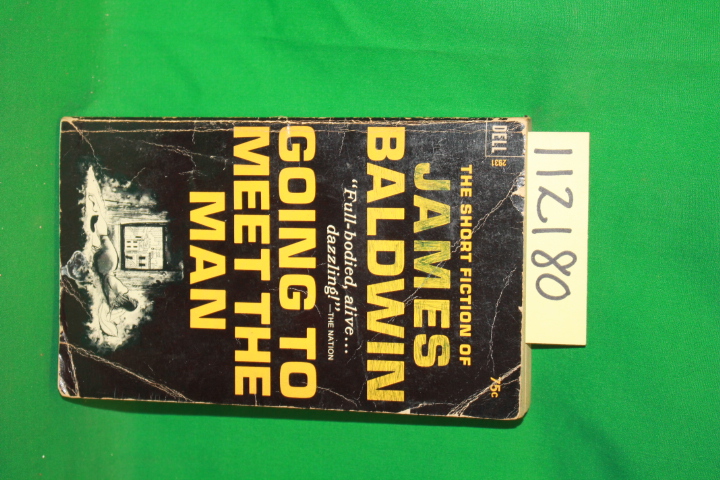 DELL
2931
THE SHORT FICTION OF
JAMES
BALDWIN
"Full-bodied, alive...
dazzling!" —THE NATION
GOING TO
MEET THE
MAN
75c
112180